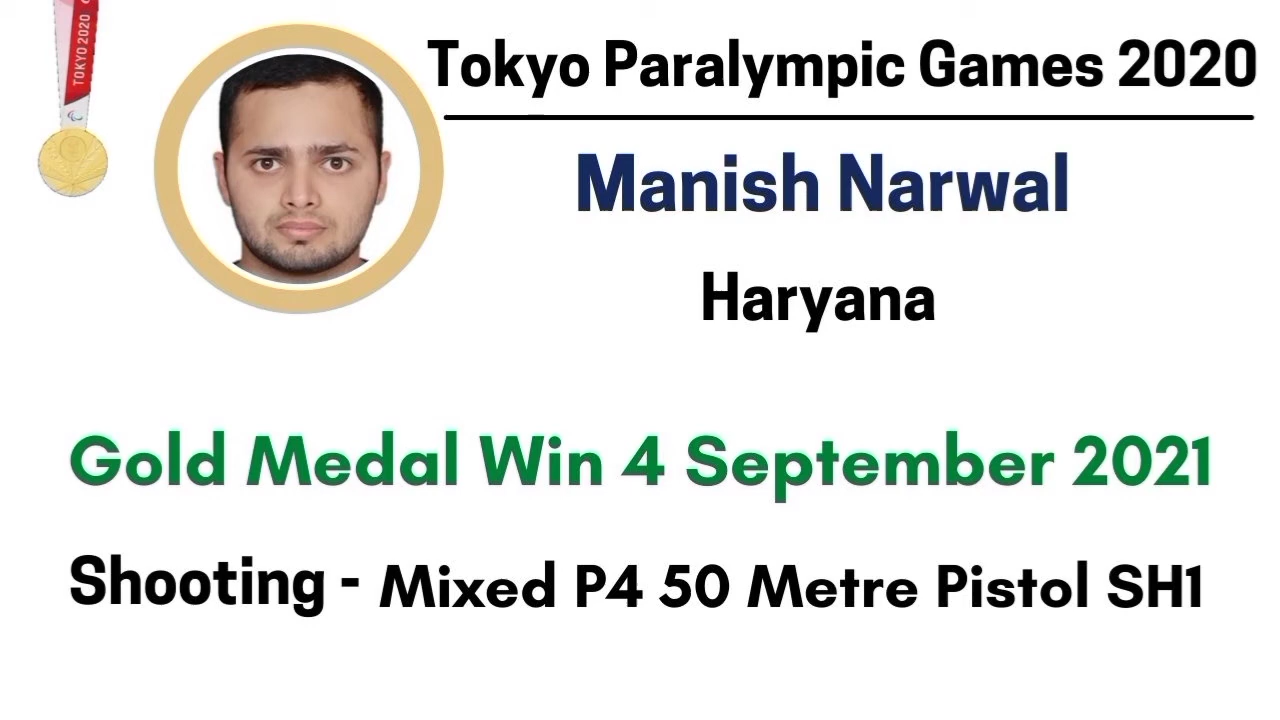 TOKYO 2020
Tokyo Paralympic Games 2020
Manish Narwal
Haryana
Gold Medal Win 4 September 2021
Shooting - Mixed P4 50 Metre Pistol SH1